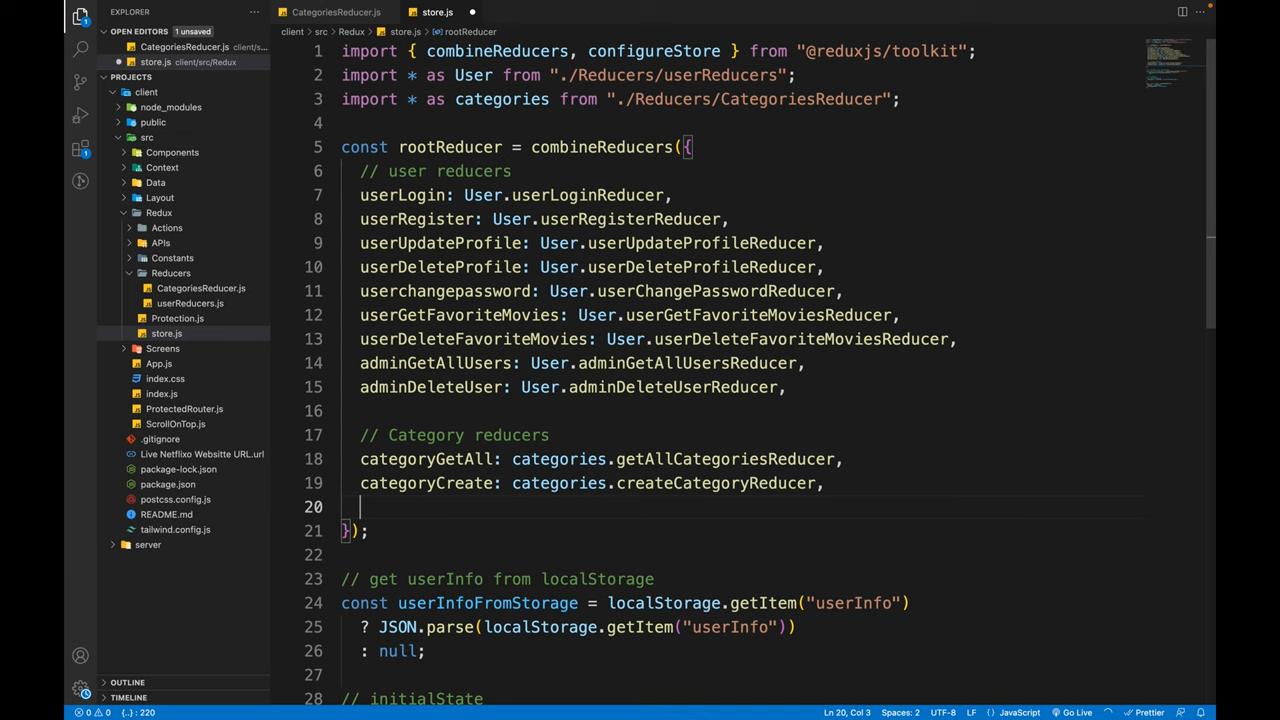 EXPLORER
CategoriesReducer.js
store.js
OPEN EDITORS
1 unsaved
CategoriesReducer.js client/s...
store.js client/src/Redux
PROJECTS
client
node_modules
public
src
Components
Context
Data
Layout
Redux
Actions
APIs
Constants
Reducers
CategoriesReducer.js
userReducers.js
Protection.js
store.js
Screens
App.js
index.css
index.js
ProtectedRouter.js
ScrollOnTop.js
.gitignore
Live Netflixo Websitte URL.url
package-lock.json
package.json
postcss.config.js
README.md
tailwind.config.js
server
OUTLINE
TIMELINE
client > src > Redux > store.js > rootReducer
1 import { combineReducers, configureStore } from "@reduxjs/toolkit";
2 import * as User from "./Reducers/userReducers";
3 import * as categories from "./Reducers/CategoriesReducer";
4
5 const rootReducer = combineReducers({
6 // user reducers
7 userLogin: User.userLoginReducer,
8 userRegister: User.userRegisterReducer,
9 userUpdateProfile: User.userUpdateProfileReducer,
10 userDeleteProfile: User.userDeleteProfileReducer,
11 userchangepassword: User.userChangePasswordReducer,
12 userGetFavoriteMovies: User.userGetFavoriteMoviesReducer,
13 userDeleteFavoriteMovies: User.userDeleteFavoriteMoviesReducer,
14 adminGetAllUsers: User.adminGetAllUsersReducer,
15 adminDeleteUser: User.adminDeleteUserReducer,
16
17 // Category reducers
18 categoryGetAll: categories.getAllCategoriesReducer,
19 categoryCreate: categories.createCategoryReducer,
20
21 });
22
23 // get userInfo from localStorage
24 const userInfoFromStorage = localStorage.getItem("userInfo")
25 ? JSON.parse(localStorage.getItem("userInfo"))
26 : null;
27
28 // initialState
0 0 {..} : 220 Ln 20, Col 3 Spaces: 2 UTF-8 LF {} JavaScript Go Live Prettier